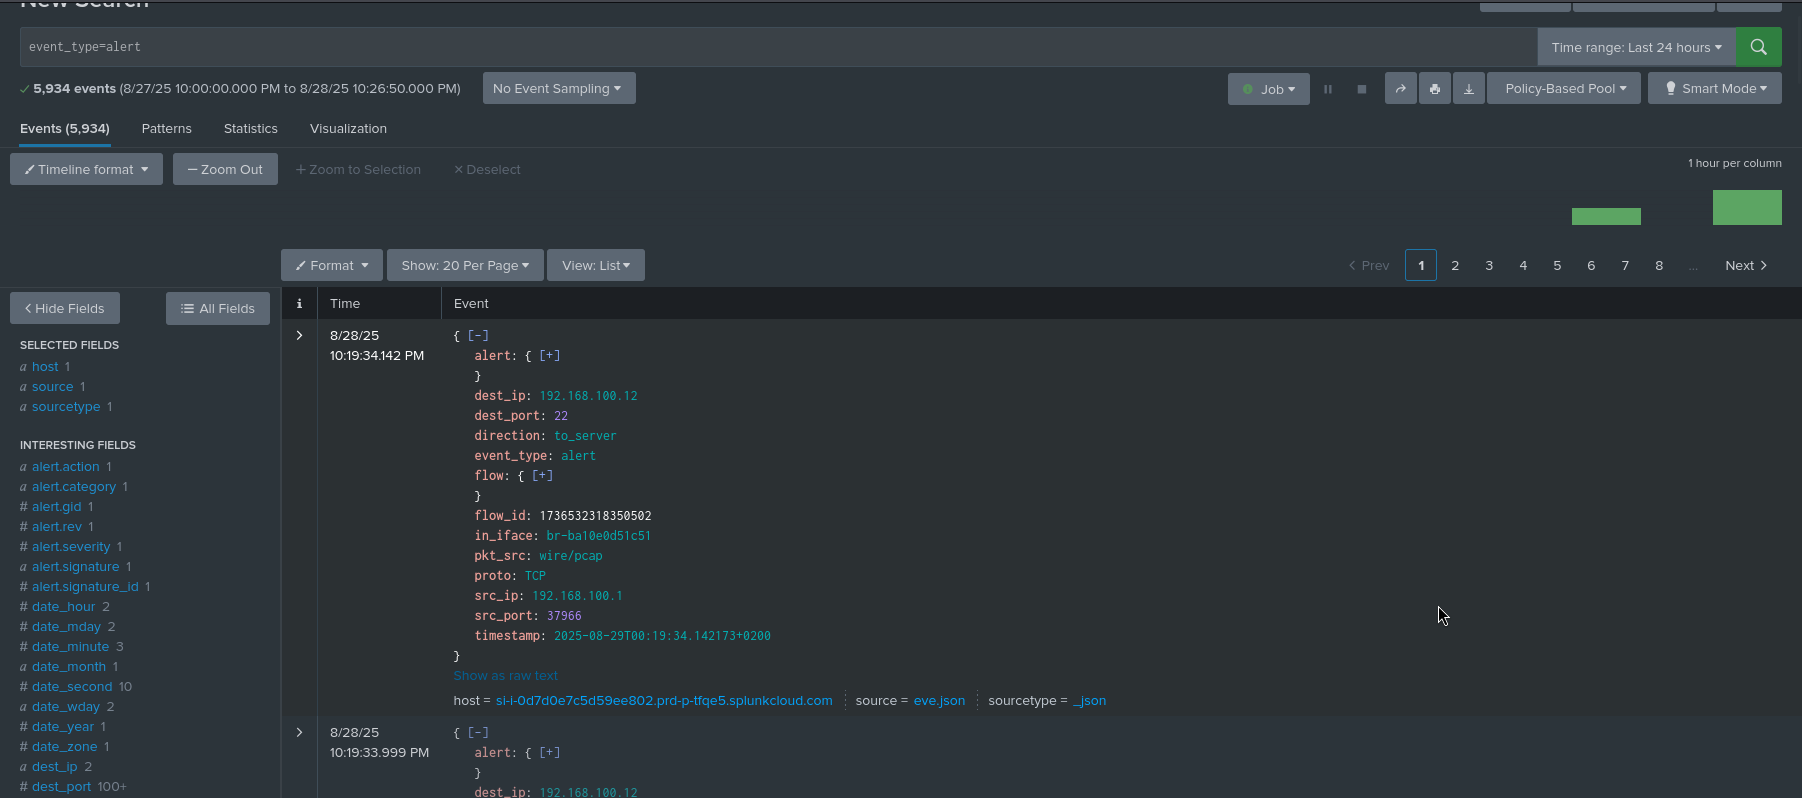 New Search
event_type=alert
Time range: Last 24 hours
5,934 events (8/27/25 10:00:00.000 PM to 8/28/25 10:26:50.000 PM)
No Event Sampling
Job
Policy-Based Pool
Smart Mode
Events (5,934)
Patterns
Statistics
Visualization
Timeline format
Zoom Out
+ Zoom to Selection
× Deselect
1 hour per column
Format
Show: 20 Per Page
View: List
< Prev
1
2
3
4
5
6
7
8
...
Next >
< Hide Fields
All Fields
i
Time
Event
SELECTED FIELDS
a host 1
a source 1
a sourcetype 1
INTERESTING FIELDS
a alert.action 1
a alert.category 1
# alert.gid 1
# alert.rev 1
# alert.severity 1
a alert.signature 1
# alert.signature_id 1
# date_hour 2
# date_mday 2
# date_minute 3
a date_month 1
# date_second 10
a date_wday 2
# date_year 1
# date_zone 1
a dest_ip 2
# dest_port 100+
8/28/25
10:19:34.142 PM
{ [-]
alert: { [+]
}
dest_ip: 192.168.100.12
dest_port: 22
direction: to_server
event_type: alert
flow: { [+]
}
flow_id: 1736532318350502
in_iface: br-ba10e0d51c51
pkt_src: wire/pcap
proto: TCP
src_ip: 192.168.100.1
src_port: 37966
timestamp: 2025-08-29T00:19:34.142173+0200
}
Show as raw text
host = si-i-0d7d0e7c5d59ee802.prd-p-tfqe5.splunkcloud.com
source = eve.json
sourcetype = _json
8/28/25
10:19:33.999 PM
{ [-]
alert: { [+]
}
dest_ip: 192.168.100.12